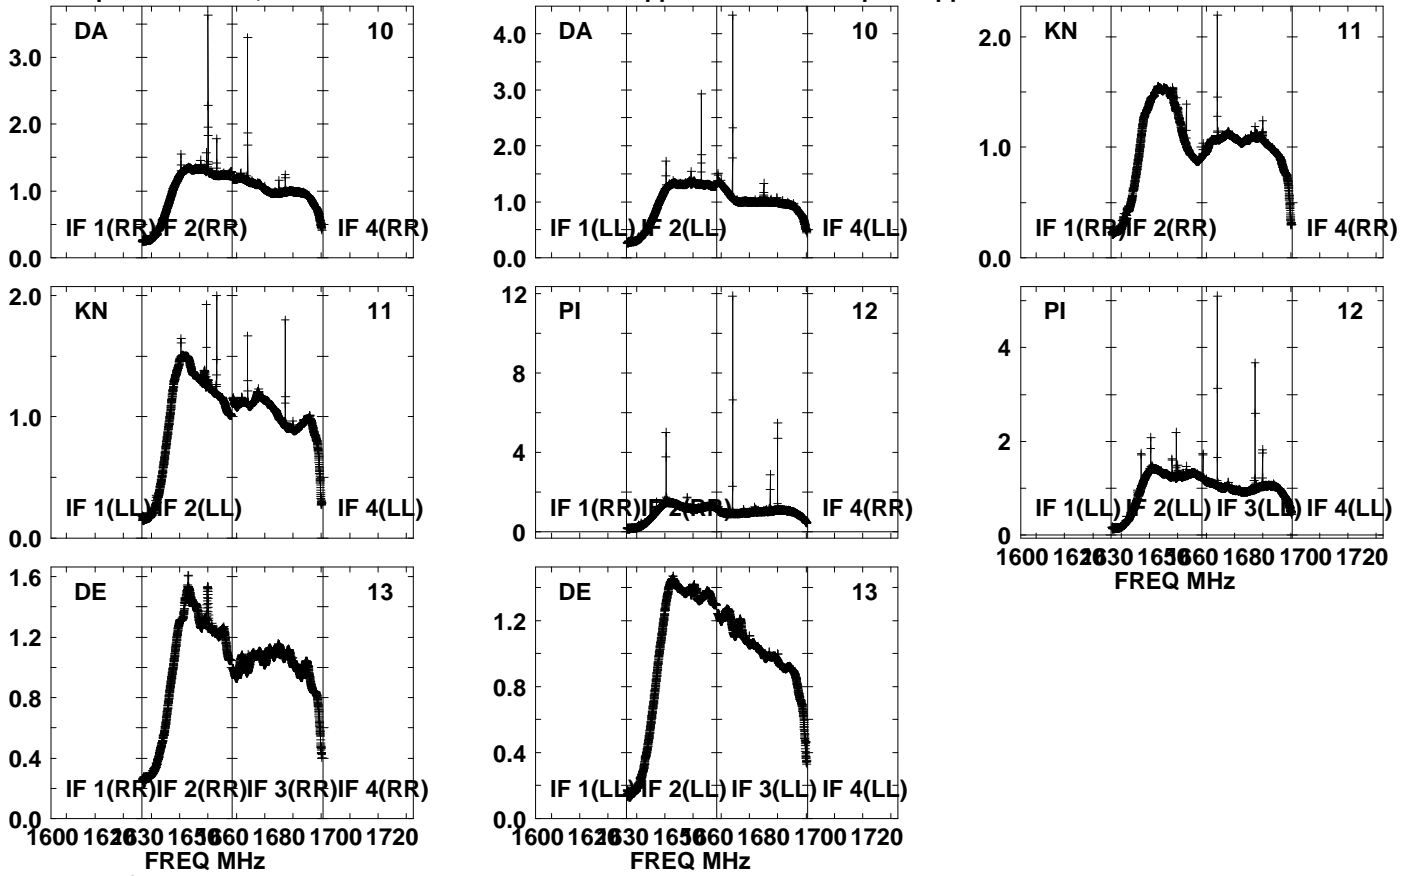 DA 10
3.0
2.0
1.0
0.0
IF 1(RR) IF 2(RR) IF 4(RR)
DA 10
4.0
3.0
2.0
1.0
0.0
IF 1(LL) IF 2(LL) IF 4(LL)
KN 11
2.0
1.0
0.0
IF 1(RR) IF 2(RR) IF 4(RR)
KN 11
2.0
1.0
0.0
IF 1(LL) IF 2(LL) IF 4(LL)
PI 12
12
8
4
0
IF 1(RR) IF 2(RR) IF 4(RR)
PI 12
4
2
0
IF 1(LL) IF 2(LL) IF 3(LL) IF 4(LL)
1600 1620 1630 1650 1660 1680 1700 1720
FREQ MHz
DE 13
1.6
1.2
0.8
0.4
0.0
IF 1(RR) IF 2(RR) IF 3(RR) IF 4(RR)
1600 1620 1630 1650 1660 1680 1700 1720
FREQ MHz
DE 13
1.2
0.8
0.4
0.0
IF 1(LL) IF 2(LL) IF 3(LL) IF 4(LL)
1600 1620 1630 1650 1660 1680 1700 1720
FREQ MHz